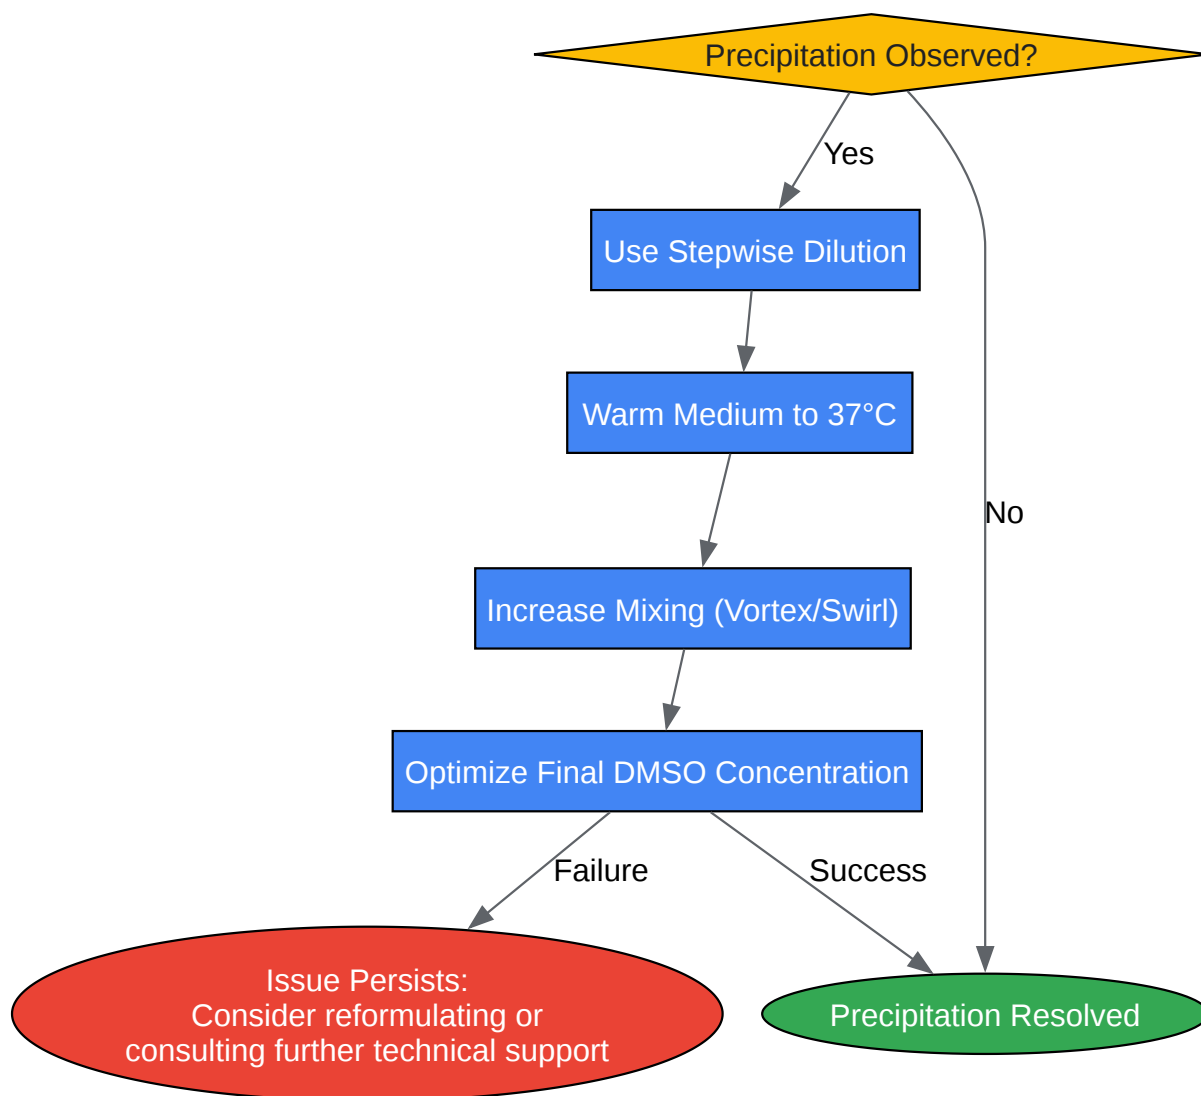 Precipitation Observed?
Yes
Use Stepwise Dilution
Warm Medium to 37°C
No
Increase Mixing (Vortex/Swirl)
Optimize Final DMSO Concentration
Failure
Success
Issue Persists:
Consider reformulating or
consulting further technical support
Precipitation Resolved